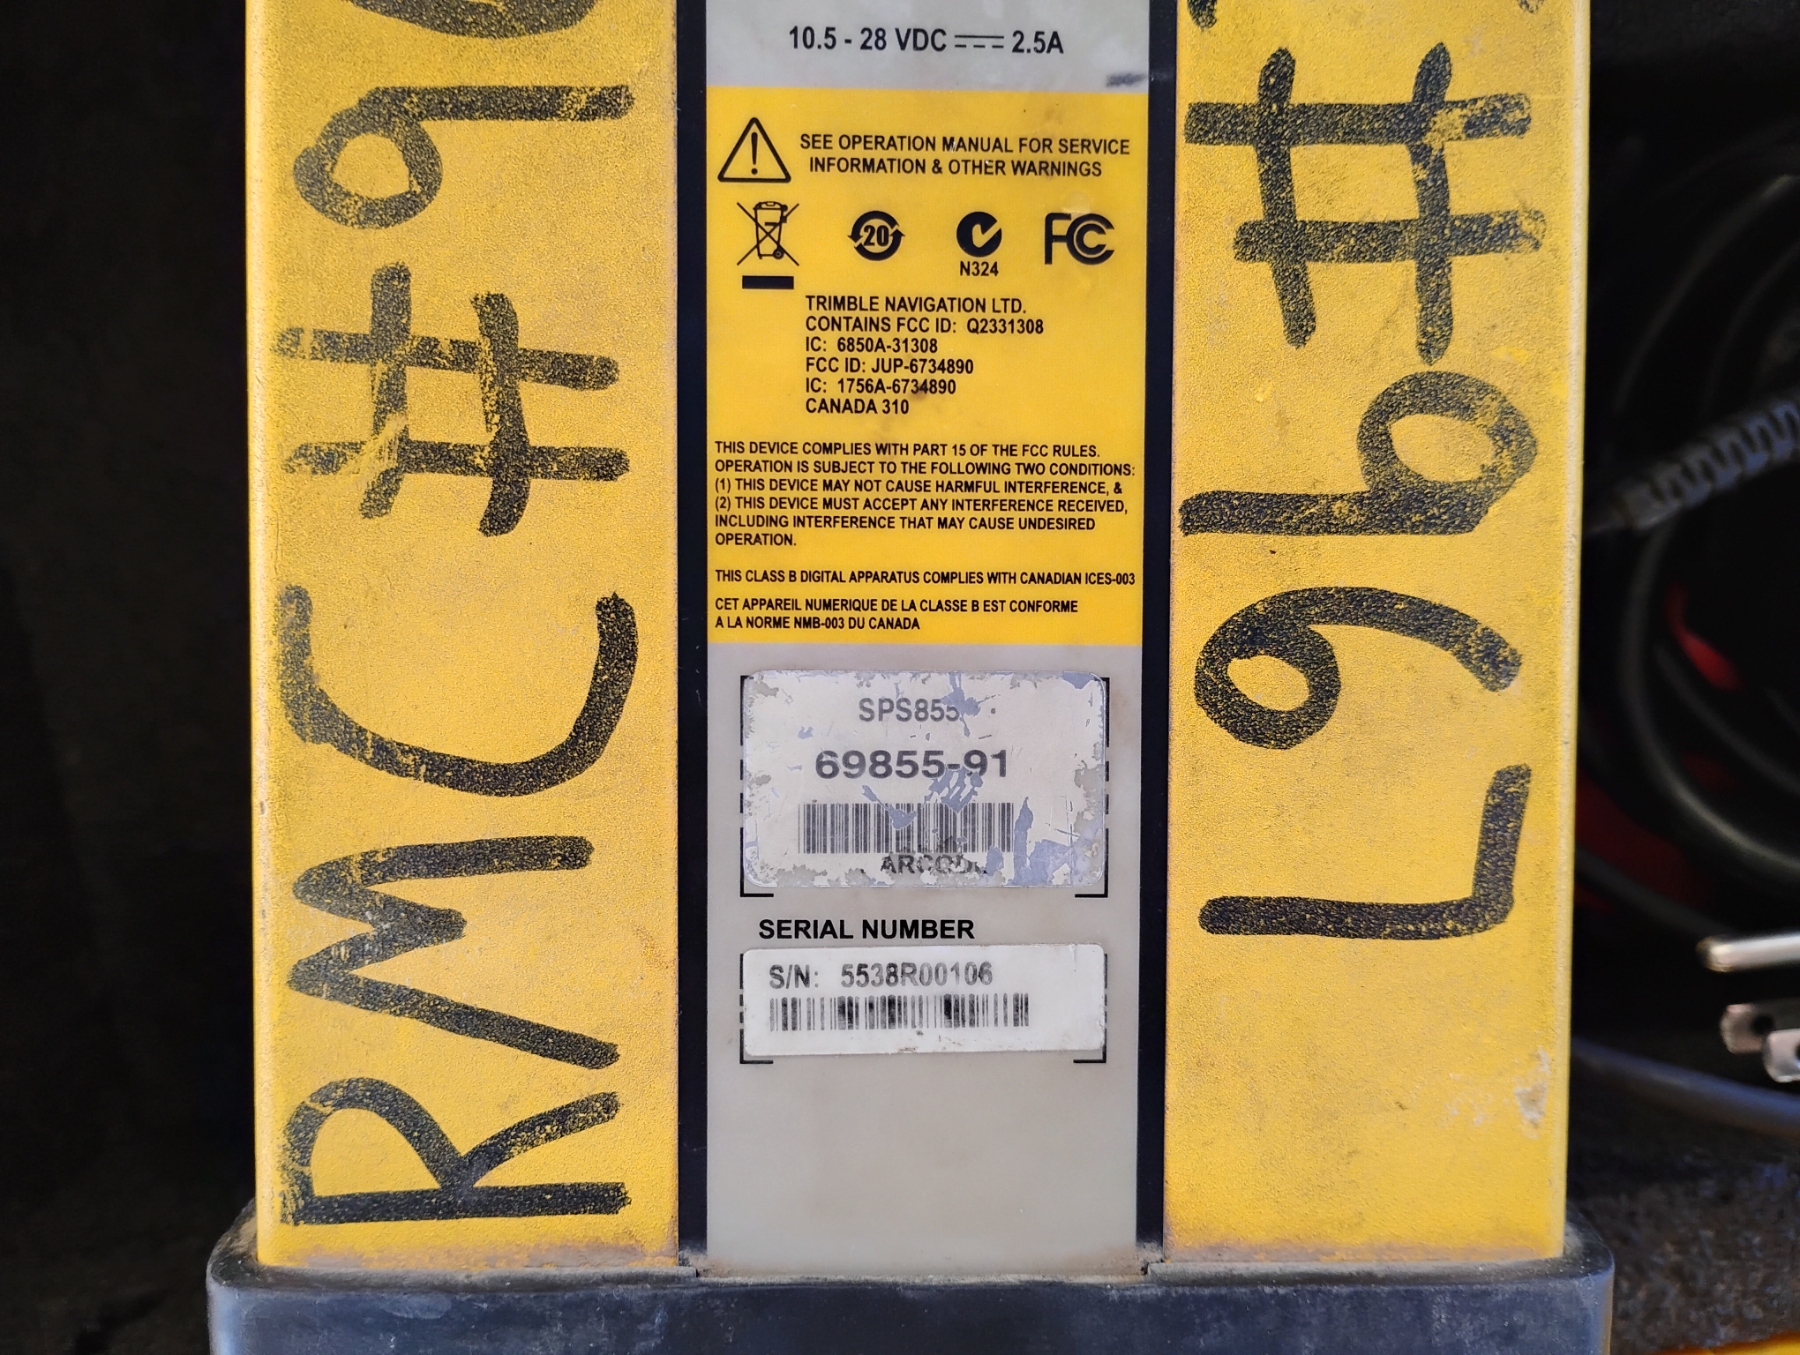 10.5 - 28 VDC ⎓ 2.5A
SEE OPERATION MANUAL FOR SERVICE
INFORMATION & OTHER WARNINGS
20
N324
FC
TRIMBLE NAVIGATION LTD.
CONTAINS FCC ID: Q2331308
IC: 6850A-31308
FCC ID: JUP-6734890
IC: 1756A-6734890
CANADA 310
THIS DEVICE COMPLIES WITH PART 15 OF THE FCC RULES.
OPERATION IS SUBJECT TO THE FOLLOWING TWO CONDITIONS:
(1) THIS DEVICE MAY NOT CAUSE HARMFUL INTERFERENCE, &
(2) THIS DEVICE MUST ACCEPT ANY INTERFERENCE RECEIVED,
INCLUDING INTERFERENCE THAT MAY CAUSE UNDESIRED
OPERATION.
THIS CLASS B DIGITAL APPARATUS COMPLIES WITH CANADIAN ICES-003
CET APPAREIL NUMERIQUE DE LA CLASSE B EST CONFORME
A LA NORME NMB-003 DU CANADA
SPS855
69855-91
SERIAL NUMBER
S/N: 5538R00106
RMC #9
#967